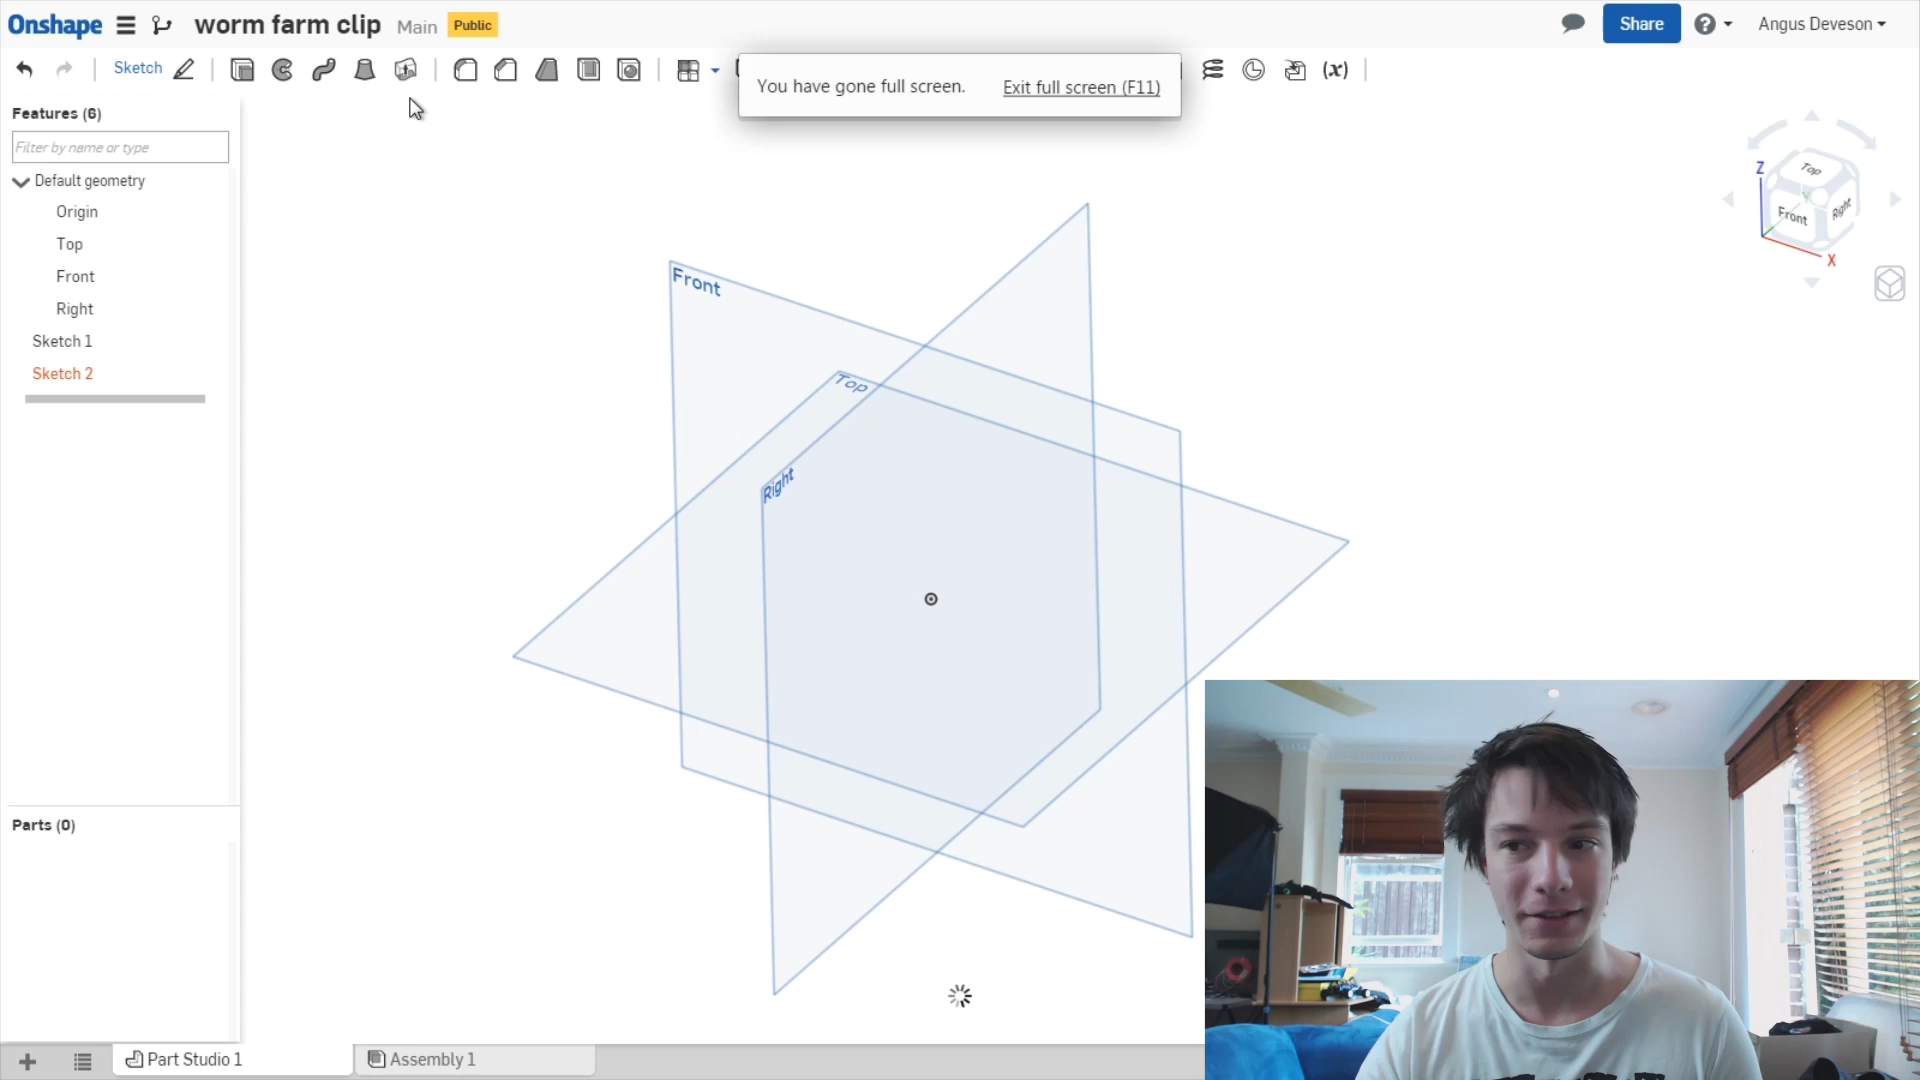 Onshape worm farm clip Main Public Share ? Angus Deveson
Sketch (x)
You have gone full screen. Exit full screen (F11)
Features (6)
Filter by name or type
Default geometry
Origin
Top
Front
Right
Sketch 1
Sketch 2
Parts (0)
Front
Top
Right
Z
Top
Front
Right
Y
X
Part Studio 1
Assembly 1